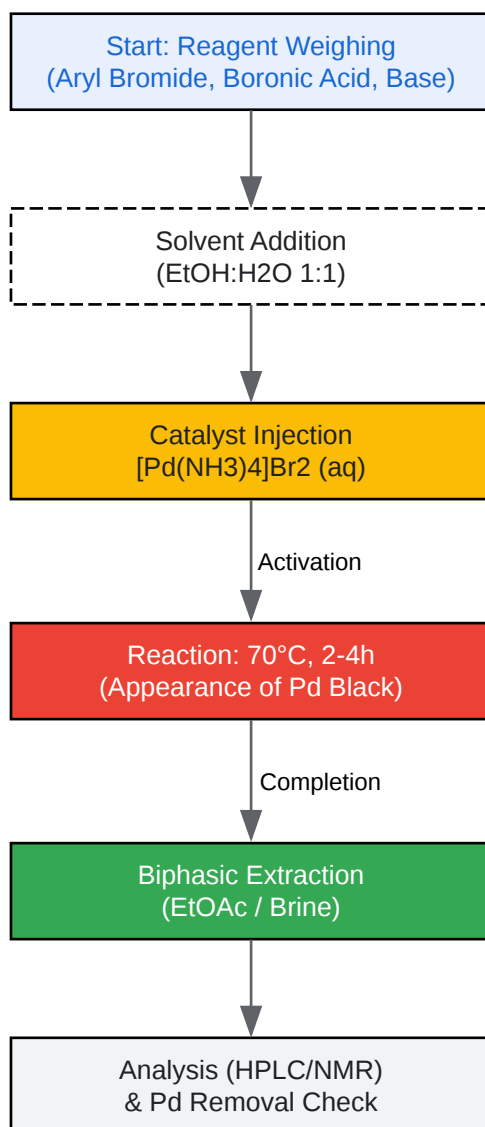 Start: Reagent Weighing
(Aryl Bromide, Boronic Acid, Base)
Solvent Addition
(EtOH:H2O 1:1)
Catalyst Injection
[Pd(NH3)4]Br2 (aq)
Activation
Reaction: 70°C, 2-4h
(Appearance of Pd Black)
Completion
Biphasic Extraction
(EtOAc / Brine)
Analysis (HPLC/NMR)
& Pd Removal Check